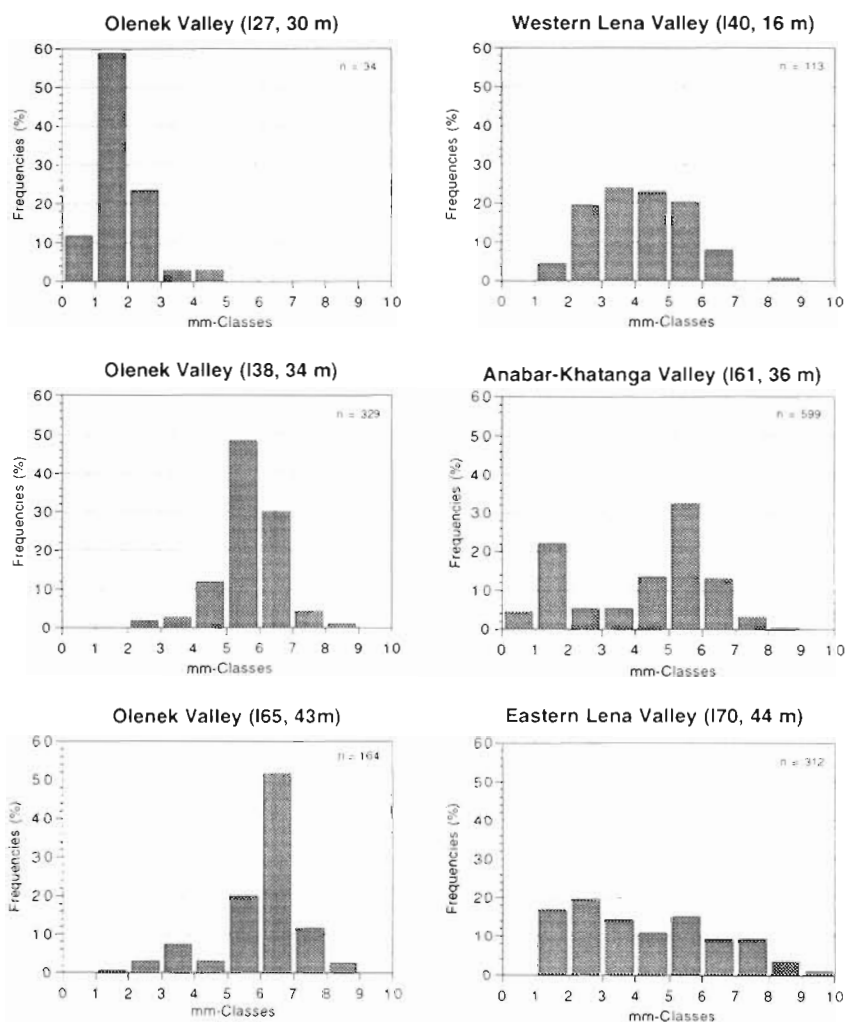 Olenek Valley (I27, 30 m)
n = 34
Frequencies (%)
60
50
40
30
20
10
0
0 1 2 3 4 5 6 7 8 9 10
mm-Classes
Western Lena Valley (I40, 16 m)
n = 113
Frequencies (%)
60
50
40
30
20
10
0
0 1 2 3 4 5 6 7 8 9 10
mm-Classes
Olenek Valley (I38, 34 m)
n = 329
Frequencies (%)
60
50
40
30
20
10
0
0 1 2 3 4 5 6 7 8 9 10
mm-Classes
Anabar-Khatanga Valley (I61, 36 m)
n = 599
Frequencies (%)
60
50
40
30
20
10
0
0 1 2 3 4 5 6 7 8 9 10
mm-Classes
Olenek Valley (I65, 43m)
n = 164
Frequencies (%)
60
50
40
30
20
10
0
0 1 2 3 4 5 6 7 8 9 10
mm-Classes
Eastern Lena Valley (I70, 44 m)
n = 312
Frequencies (%)
60
50
40
30
20
10
0
0 1 2 3 4 5 6 7 8 9 10
mm-Classes